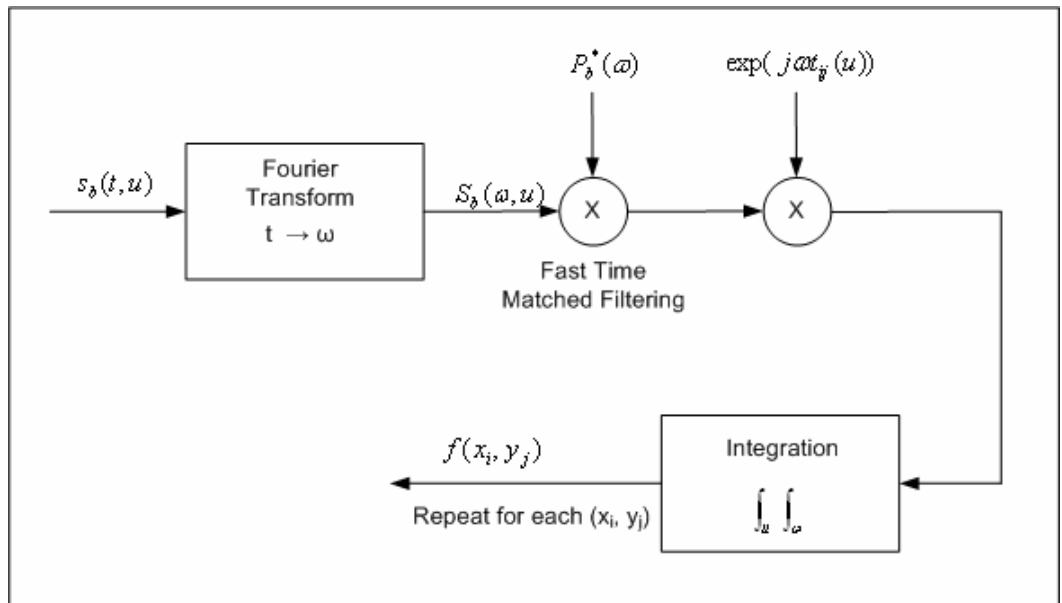 P_b^*(ω)
exp( jωt_ij(u))
s_b(t,u)
Fourier
Transform
t → ω
S_b(ω,u)
X
X
Fast Time
Matched Filtering
f(x_i, y_j)
Repeat for each (x_i, y_j)
Integration
∫_u ∫_ω